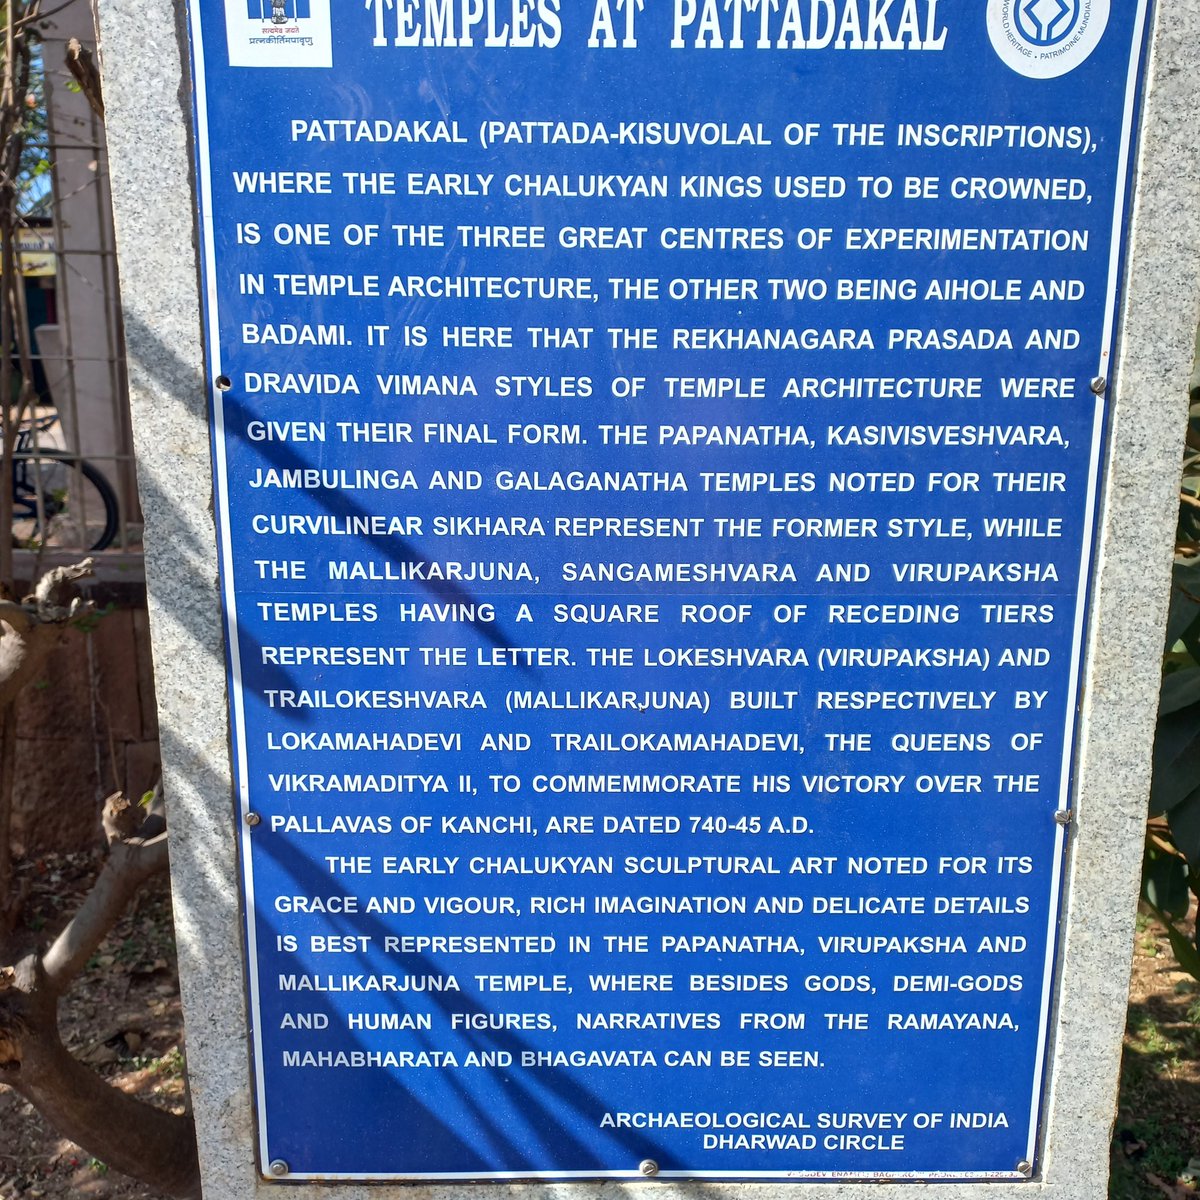 सत्यमेव जयते
प्रत्नकीर्तिमपावृणु
TEMPLES AT PATTADAKAL
WORLD HERITAGE • PATRIMOINE MUNDIAL
PATTADAKAL (PATTADA-KISUVOLAL OF THE INSCRIPTIONS),
WHERE THE EARLY CHALUKYAN KINGS USED TO BE CROWNED,
IS ONE OF THE THREE GREAT CENTRES OF EXPERIMENTATION
IN TEMPLE ARCHITECTURE, THE OTHER TWO BEING AIHOLE AND
BADAMI. IT IS HERE THAT THE REKHANAGARA PRASADA AND
DRAVIDA VIMANA STYLES OF TEMPLE ARCHITECTURE WERE
GIVEN THEIR FINAL FORM. THE PAPANATHA, KASIVISVESHVARA,
JAMBULINGA AND GALAGANATHA TEMPLES NOTED FOR THEIR
CURVILINEAR SIKHARA REPRESENT THE FORMER STYLE, WHILE
THE MALLIKARJUNA, SANGAMESHVARA AND VIRUPAKSHA
TEMPLES HAVING A SQUARE ROOF OF RECEDING TIERS
REPRESENT THE LETTER. THE LOKESHVARA (VIRUPAKSHA) AND
TRAILOKESHVARA (MALLIKARJUNA) BUILT RESPECTIVELY BY
LOKAMAHADEVI AND TRAILOKAMAHADEVI, THE QUEENS OF
VIKRAMADITYA II, TO COMMEMMORATE HIS VICTORY OVER THE
PALLAVAS OF KANCHI, ARE DATED 740-45 A.D.
THE EARLY CHALUKYAN SCULPTURAL ART NOTED FOR ITS
GRACE AND VIGOUR, RICH IMAGINATION AND DELICATE DETAILS
IS BEST REPRESENTED IN THE PAPANATHA, VIRUPAKSHA AND
MALLIKARJUNA TEMPLE, WHERE BESIDES GODS, DEMI-GODS
AND HUMAN FIGURES, NARRATIVES FROM THE RAMAYANA,
MAHABHARATA AND BHAGAVATA CAN BE SEEN.
ARCHAEOLOGICAL SURVEY OF INDIA
DHARWAD CIRCLE